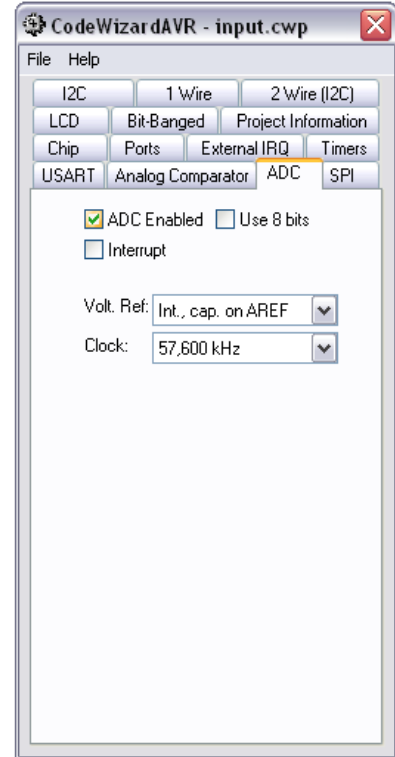 CodeWizardAVR - input.cwp
File Help
I2C 1 Wire 2 Wire (I2C)
LCD Bit-Banged Project Information
Chip Ports External IRQ Timers
USART Analog Comparator ADC SPI
ADC Enabled Use 8 bits
Interrupt
Volt. Ref: Int., cap. on AREF
Clock: 57,600 kHz